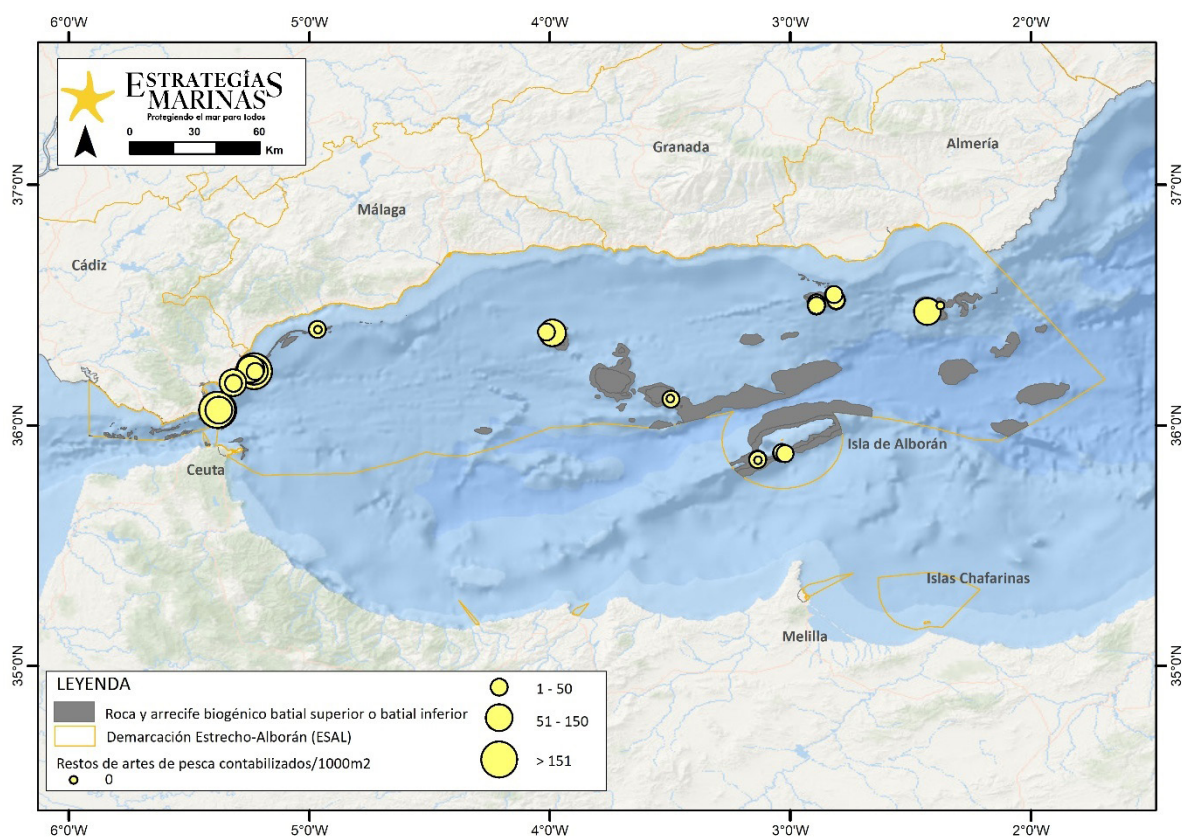 6°0'W 5°0'W 4°0'W 3°0'W 2°0'W
ESTRATEGIAS
MARINAS
Protegiendo el mar para todos
0 30 60
Km
37°0'N 37°0'N
Granada
Almería
Málaga
Cádiz
36°0'N 36°0'N
Isla de Alborán
Ceuta
Islas Chafarinas
Melilla
35°0'N 35°0'N
LEYENDA
Roca y arrecife biogénico batial superior o batial inferior
Demarcación Estrecho-Alborán (ESAL)
Restos de artes de pesca contabilizados/1000m2
0
1 - 50
51 - 150
> 151
6°0'W 5°0'W 4°0'W 3°0'W 2°0'W